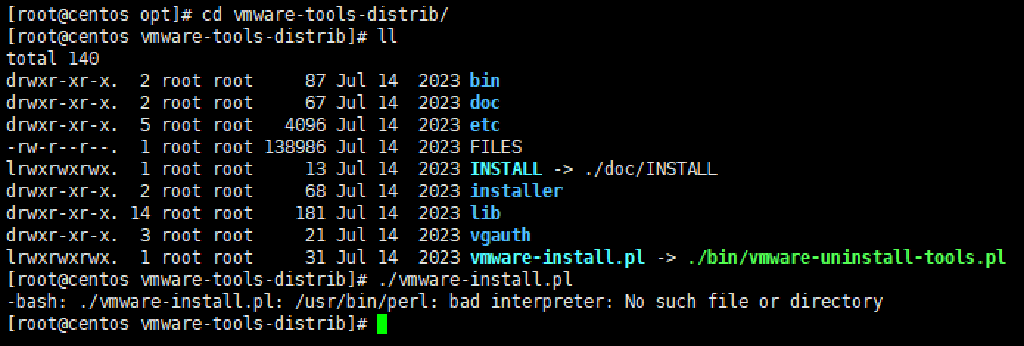 [root@centos opt]# cd vmware-tools-distrib/
[root@centos vmware-tools-distrib]# ll
total 140
drwxr-xr-x.  2 root root     87 Jul 14  2023 bin
drwxr-xr-x.  2 root root     67 Jul 14  2023 doc
drwxr-xr-x.  5 root root   4096 Jul 14  2023 etc
-rw-r--r--.  1 root root 138986 Jul 14  2023 FILES
lrwxrwxrwx.  1 root root     13 Jul 14  2023 INSTALL -> ./doc/INSTALL
drwxr-xr-x.  2 root root     68 Jul 14  2023 installer
drwxr-xr-x. 14 root root    181 Jul 14  2023 lib
drwxr-xr-x.  3 root root     21 Jul 14  2023 vgauth
lrwxrwxrwx.  1 root root     31 Jul 14  2023 vmware-install.pl -> ./bin/vmware-uninstall-tools.pl
[root@centos vmware-tools-distrib]# ./vmware-install.pl
-bash: ./vmware-install.pl: /usr/bin/perl: bad interpreter: No such file or directory
[root@centos vmware-tools-distrib]#